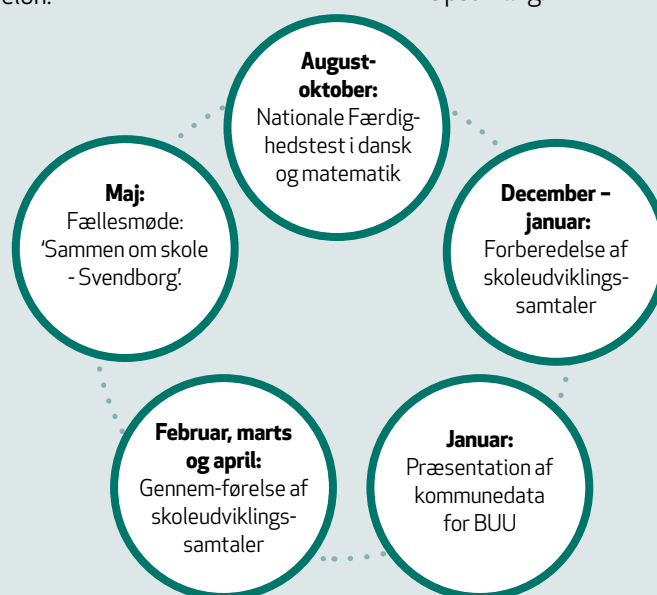 August-
oktober:
Nationale Færdig-
hedstest i dansk
og matematik
December –
januar:
Forberedelse af
skoleudviklings-
samtaler
Januar:
Præsentation af
kommunedata
for BUU
Februar, marts
og april:
Gennem-førelse af
skoleudviklings-
samtaler
Maj:
Fællesmøde:
‘Sammen om skole
- Svendborg’.